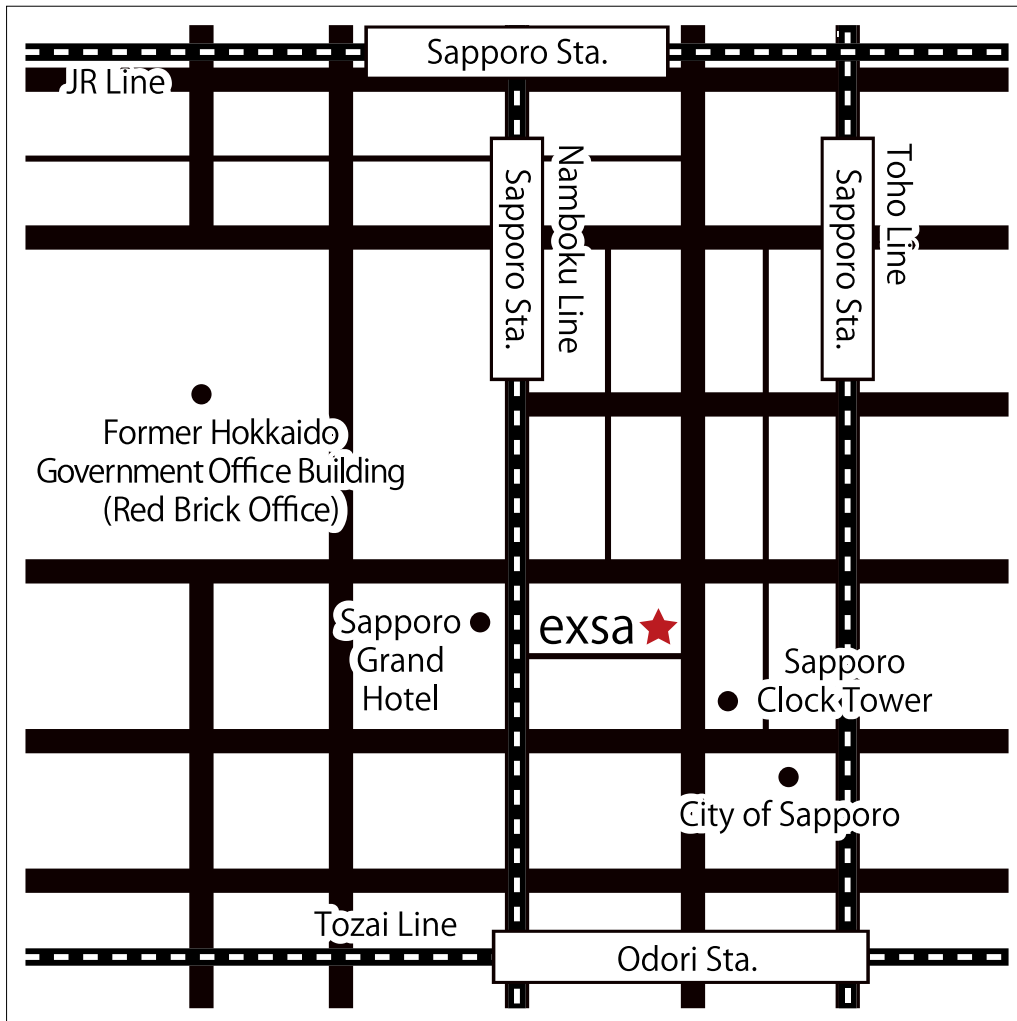 Sapporo Sta.
JR Line
Sapporo Sta.
Namboku Line
Sapporo Sta.
Toho Line
Former Hokkaido
Government Office Building
(Red Brick Office)
Sapporo
Grand
Hotel
exsa
Sapporo
Clock Tower
City of Sapporo
Tozai Line
Odori Sta.